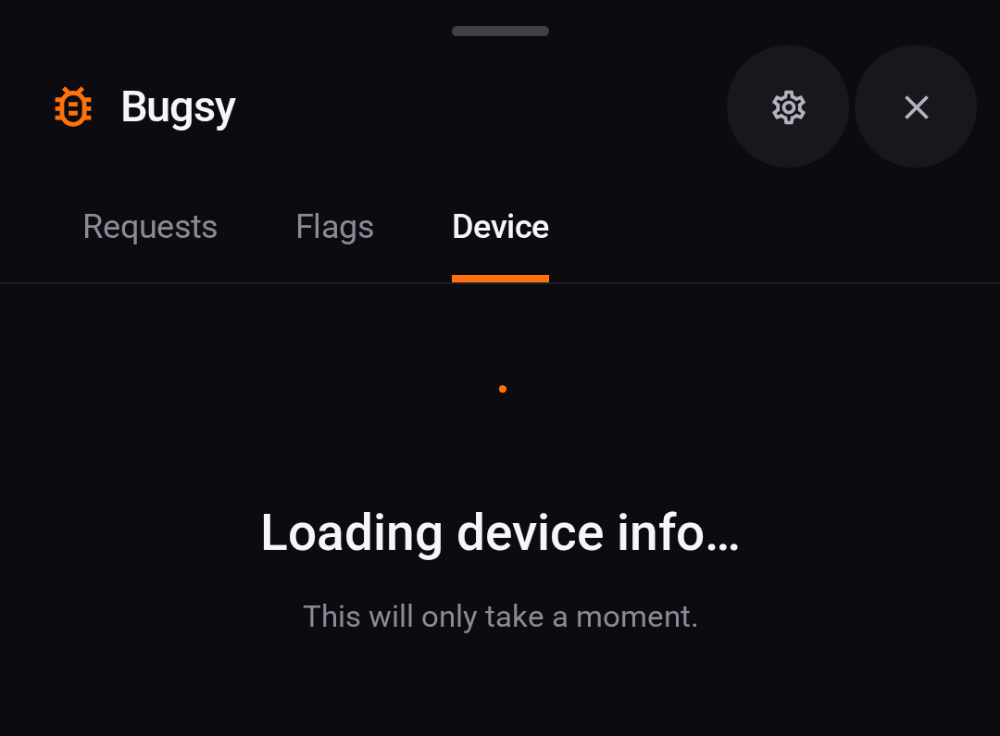 Bugsy
Requests Flags Device
Loading device info…
This will only take a moment.